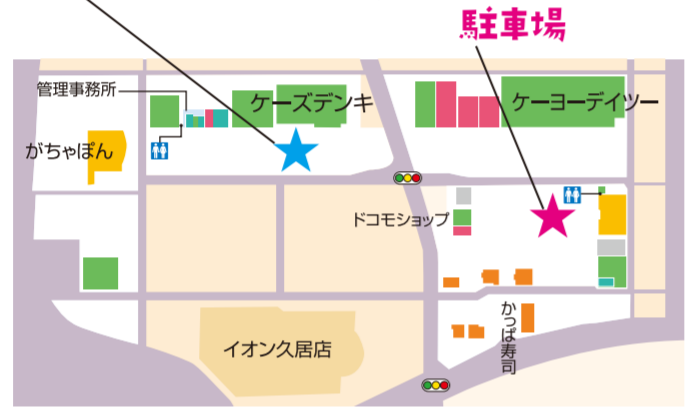 駐車場
管理事務所
ケーズデンキ
ケーヨーデイツー
がちゃぽん
ドコモショップ
かっぱ寿司
イオン久居店